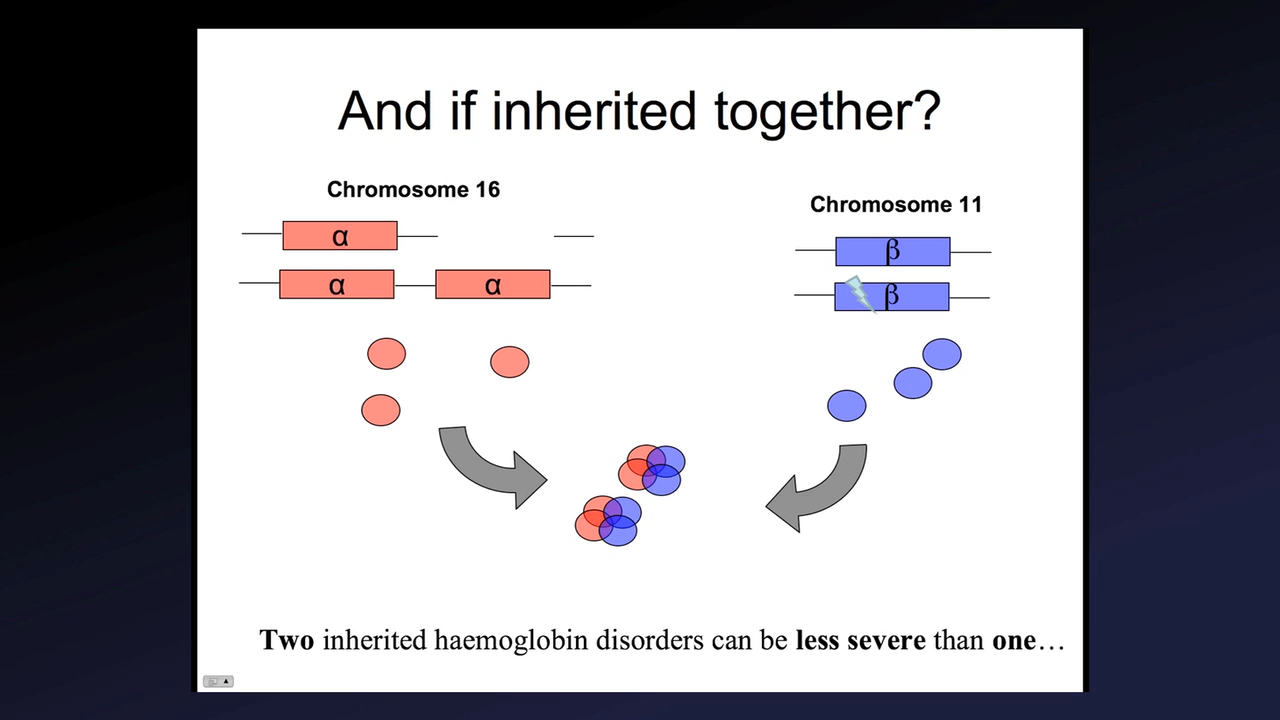 And if inherited together?
Chromosome 16
Chromosome 11
α
α α
β
β
Two inherited haemoglobin disorders can be less severe than one…